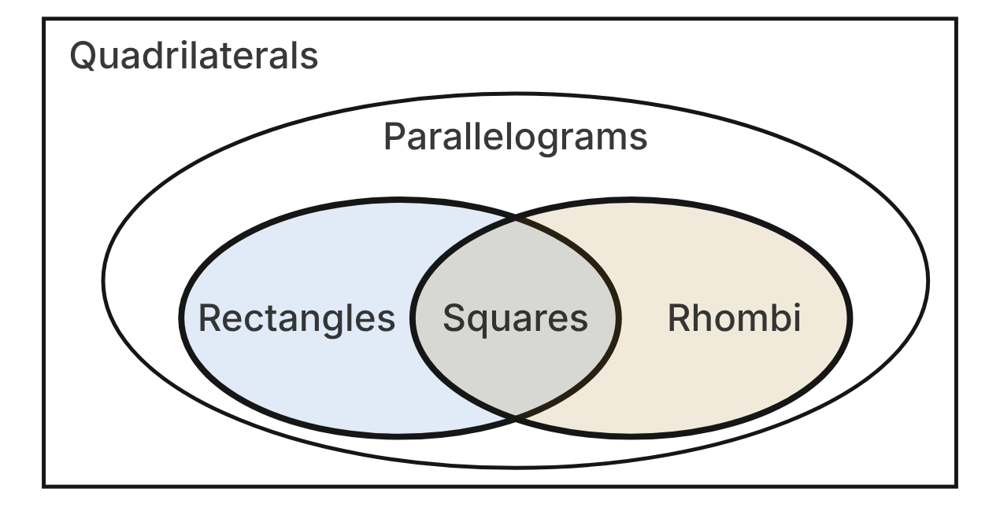 Quadrilaterals
Parallelograms
Rectangles Squares Rhombi